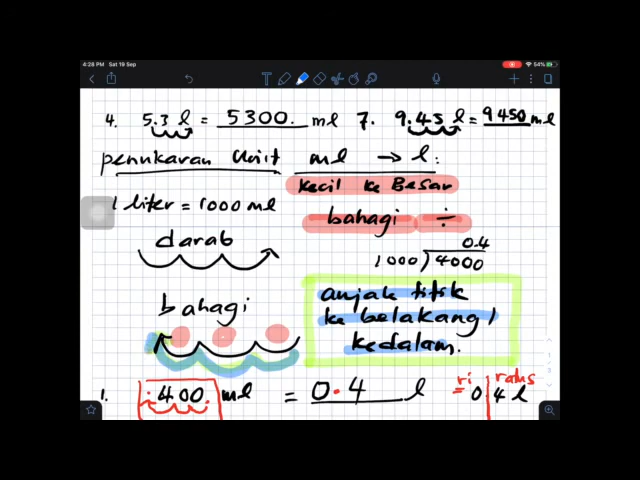 4:28 PM Sat 19 Sep 54%
4. 5.3 l = 5300. ml 7. 9.45 l = 9450 ml
penukaran Unit ml → l :
kecil ke Besar
1 liter = 1000 ml bahagi ÷
darab 0.4
1000 ) 4000
bahagi anjak titik
ke belakang /
kedalam.
1. .400. ml = 0.4 l ri ratus
= 0.4 l